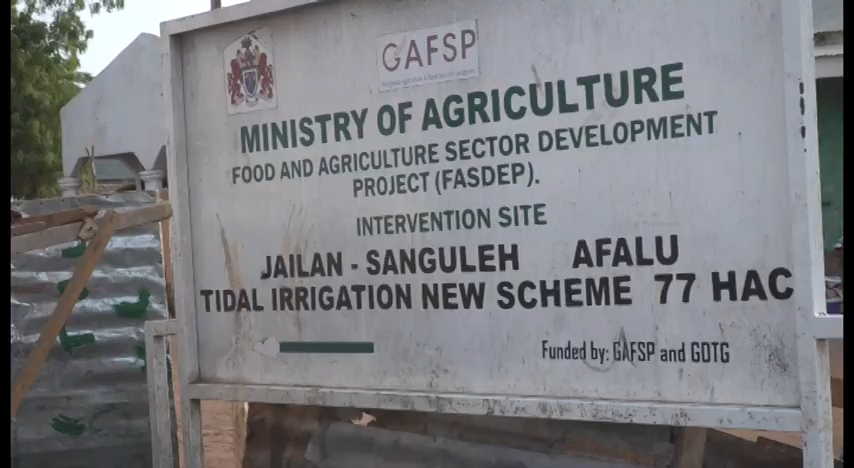 GAFSP
MINISTRY OF AGRICULTURE
FOOD AND AGRICULTURE SECTOR DEVELOPMENT
PROJECT (FASDEP).
INTERVENTION SITE
JAILAN - SANGULEH AFALU
TIDAL IRRIGATION NEW SCHEME 77 HAC
Funded by: GAFSP and GOTG